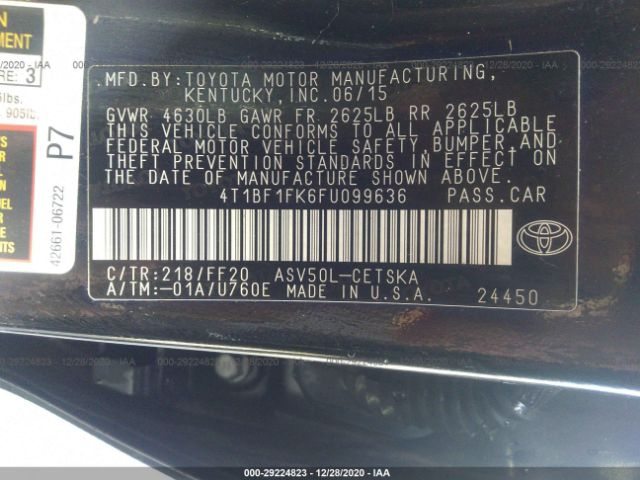 MFD.BY:TOYOTA MOTOR MANUFACTURING,
KENTUCKY,INC.06/15
GVWR 4630LB GAWR FR 2625LB RR 2625LB
THIS VEHICLE CONFORMS TO ALL APPLICABLE
FEDERAL MOTOR VEHICLE SAFETY,BUMPER,AND
THEFT PREVENTION STANDARDS IN EFFECT ON
THE DATE OF MANUFACTURE SHOWN ABOVE.
4T1BF1FK6FU099636 PASS.CAR
C/TR:218/FF20 ASV50L-CETSKA
A/TM:-01A/U760E MADE IN U.S.A. 24450
P7
42661-06722
3
000-29224823 > 12/28/2020 - IAA